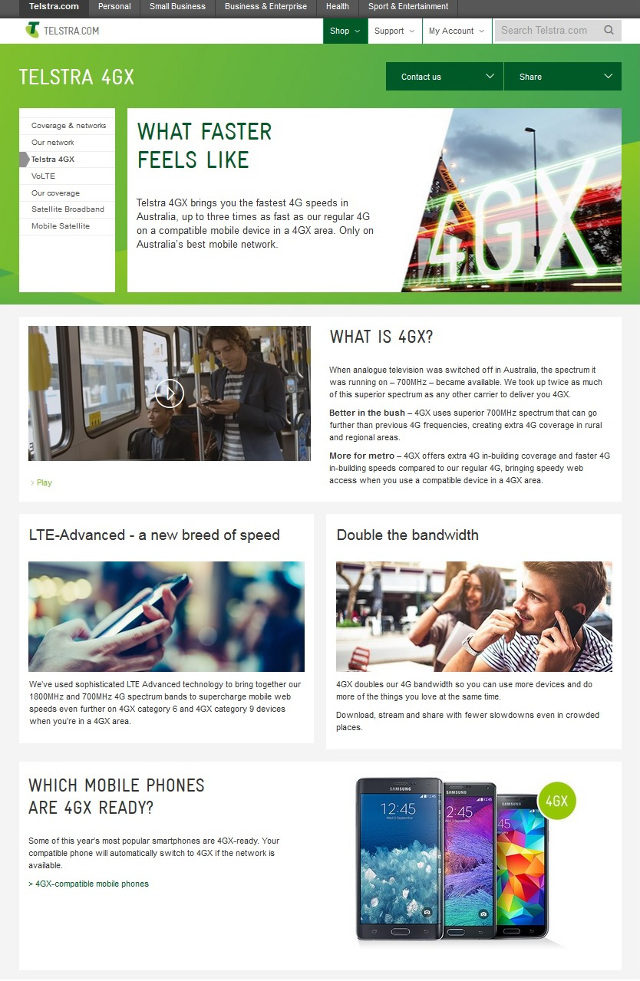 Telstra.com Personal Small Business Business & Enterprise Health Sport & Entertainment
TELSTRA.COM Shop Support My Account Search Telstra.com
TELSTRA 4GX
Contact us Share
Coverage & networks
Our network
Telstra 4GX
VoLTE
Our coverage
Satellite Broadband
Mobile Satellite
WHAT FASTER
FEELS LIKE
Telstra 4GX brings you the fastest 4G speeds in
Australia, up to three times as fast as our regular 4G
on a compatible mobile device in a 4GX area. Only on
Australia's best mobile network.
4GX
WHAT IS 4GX?
When analogue television was switched off in Australia, the spectrum it
was running on – 700MHz – became available. We took up twice as much
of this superior spectrum as any other carrier to deliver you 4GX.
Better in the bush – 4GX uses superior 700MHz spectrum that can go
further than previous 4G frequencies, creating extra 4G coverage in rural
and regional areas.
More for metro – 4GX offers extra 4G in-building coverage and faster 4G
in-building speeds compared to our regular 4G, bringing speedy web
access when you use a compatible device in a 4GX area.
> Play
LTE-Advanced - a new breed of speed
We've used sophisticated LTE Advanced technology to bring together our
1800MHz and 700MHz 4G spectrum bands to supercharge mobile web
speeds even further on 4GX category 6 and 4GX category 9 devices
when you're in a 4GX area.
Double the bandwidth
4GX doubles our 4G bandwidth so you can use more devices and do
more of the things you love at the same time.
Download, stream and share with fewer slowdowns even in crowded
places.
WHICH MOBILE PHONES
ARE 4GX READY?
Some of this year's most popular smartphones are 4GX-ready. Your
compatible phone will automatically switch to 4GX if the network is
available.
> 4GX-compatible mobile phones
SAMSUNG
12:45
SAMSUNG
2:45
SAMSUNG
:45
4GX